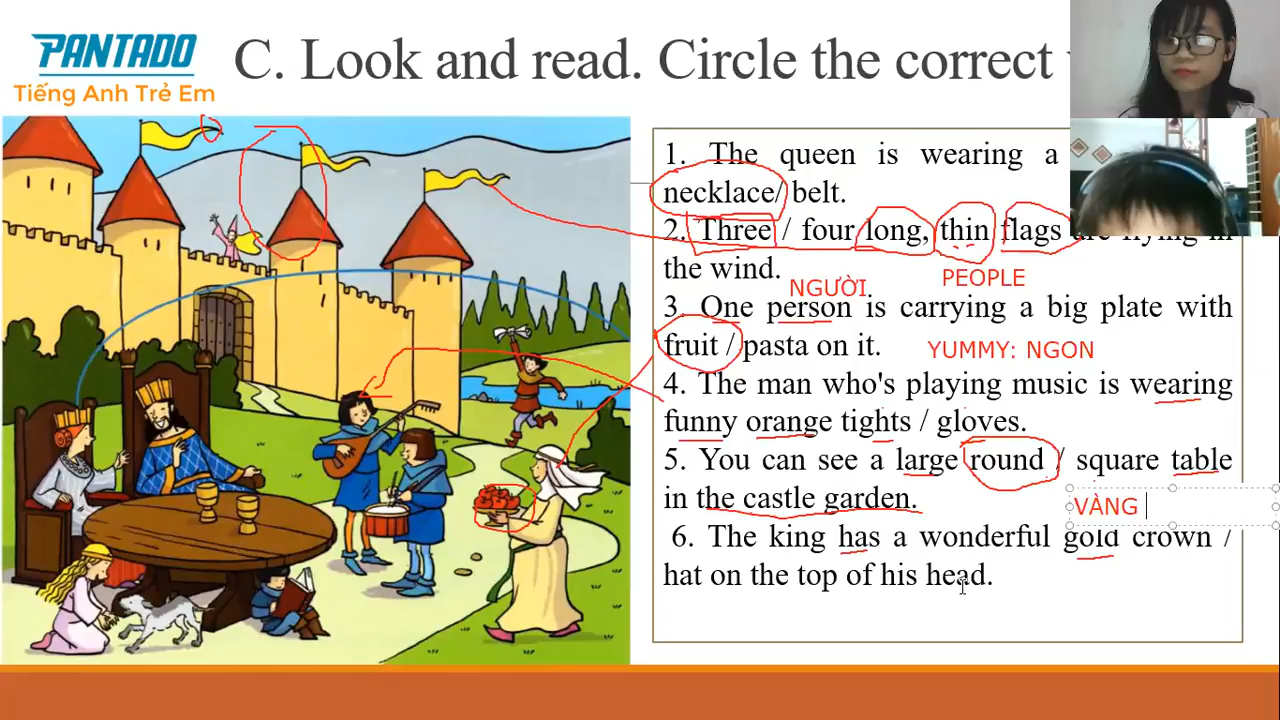 PANTADO
Tiếng Anh Trẻ Em
C. Look and read. Circle the correct
1. The queen is wearing a
necklace/ belt.
2. Three / four long, thin flags are flying in
the wind.
NGƯỜI
PEOPLE
3. One person is carrying a big plate with
fruit / pasta on it.
YUMMY: NGON
4. The man who's playing music is wearing
funny orange tights / gloves.
5. You can see a large round / square table
in the castle garden.
VÀNG
6. The king has a wonderful gold crown /
hat on the top of his head.